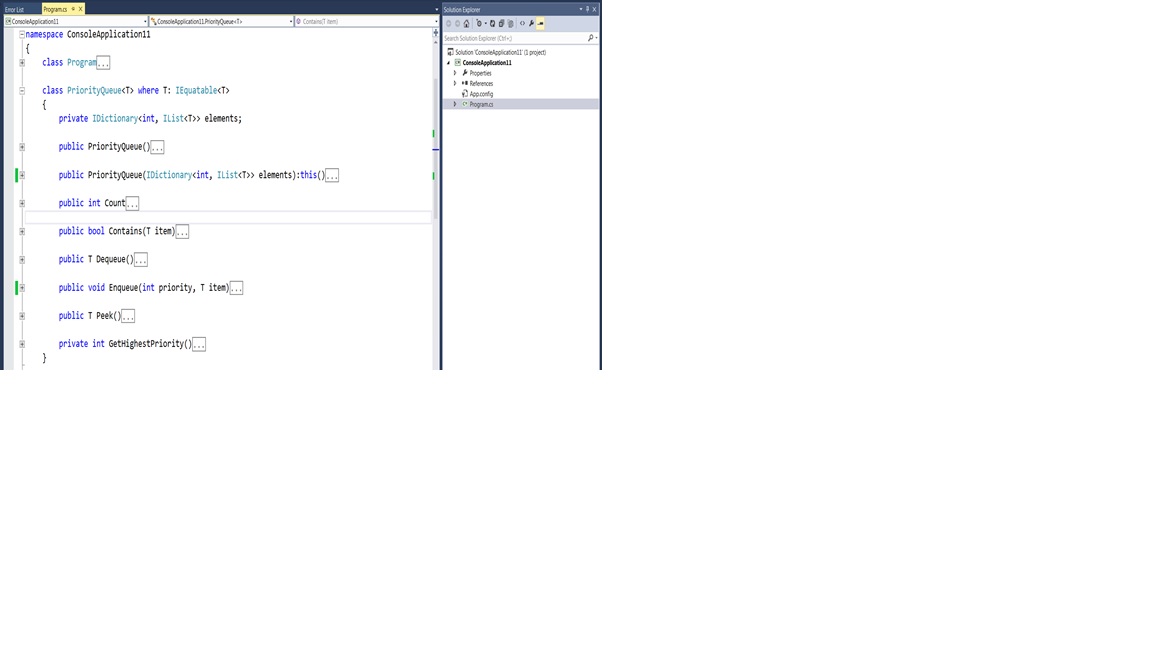 Error List Program.cs X
ConsoleApplication11 ConsoleApplication11.PriorityQueue<T> Contains(T item)
namespace ConsoleApplication11
{
class Program...
class PriorityQueue<T> where T: IEquatable<T>
{
private IDictionary<int, IList<T>> elements;
public PriorityQueue()...
public PriorityQueue(IDictionary<int, IList<T>> elements):this()...
public int Count...
public bool Contains(T item)...
public T Dequeue()...
public void Enqueue(int priority, T item)...
public T Peek()...
private int GetHighestPriority()...
}
Solution Explorer
Search Solution Explorer (Ctrl+;)
Solution 'ConsoleApplication11' (1 project)
ConsoleApplication11
Properties
References
App.config
Program.cs